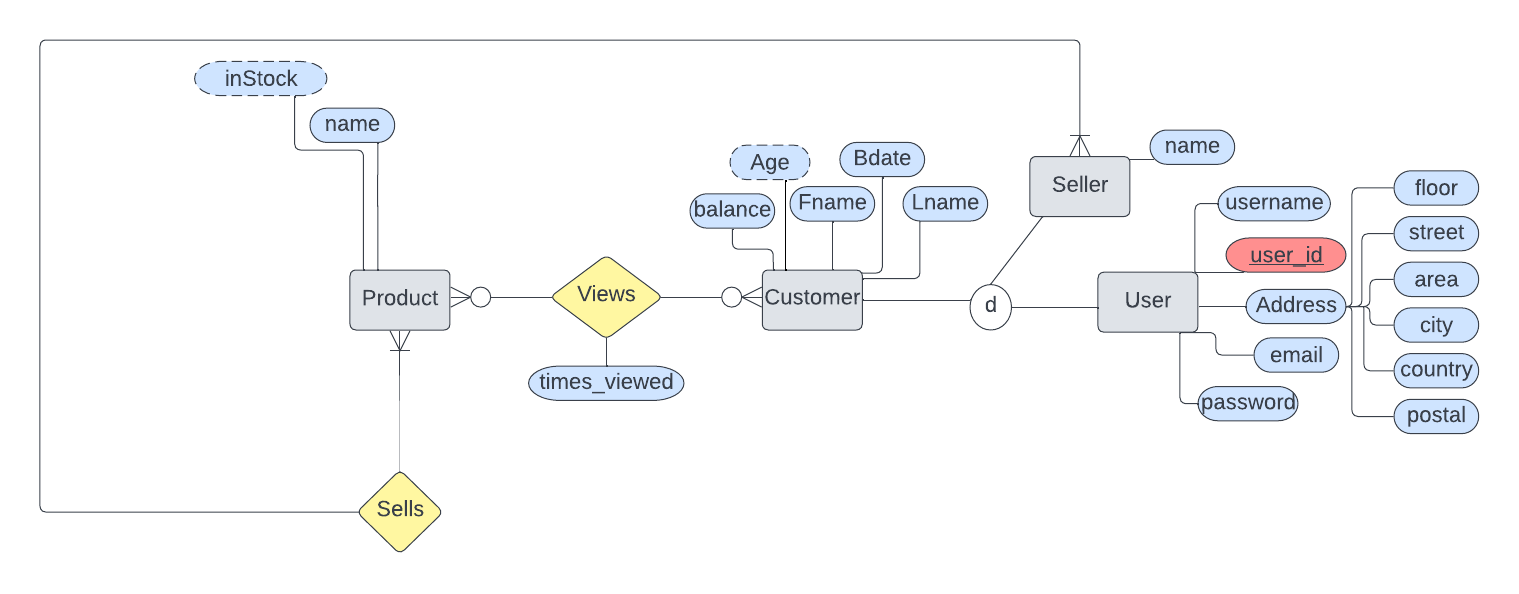 inStock
name
Age
Bdate
balance
Fname
Lname
Seller
name
username
user_id
Address
floor
street
area
city
country
postal
email
password
Product
Views
Customer
d
User
times_viewed
Sells